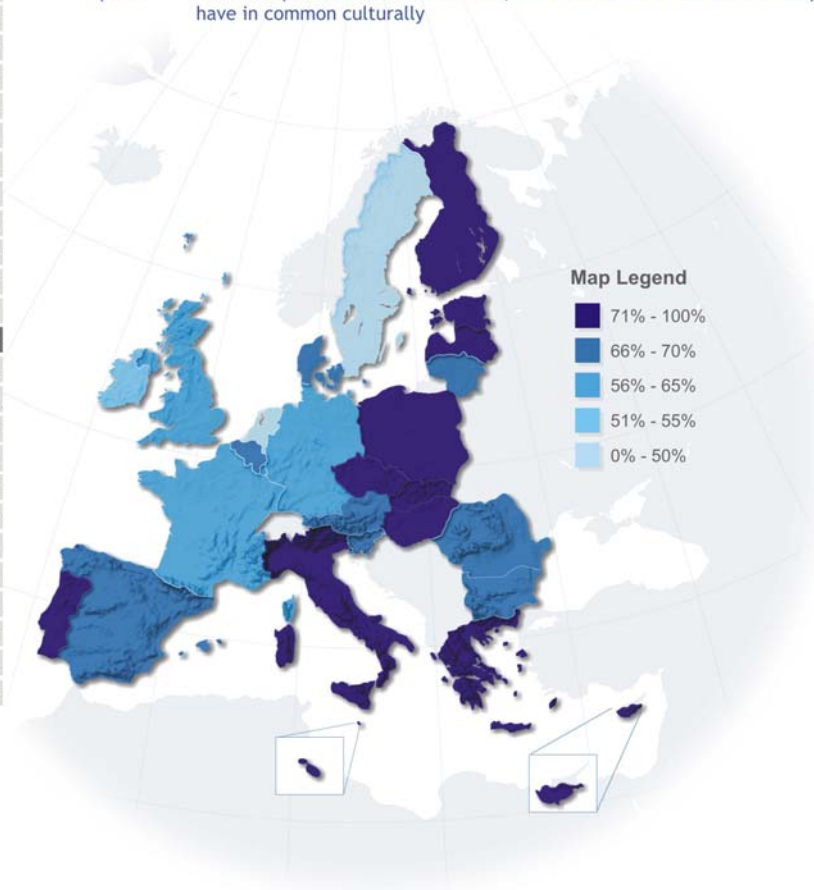 have in common culturally
Map Legend
71% - 100%
66% - 70%
56% - 65%
51% - 55%
0% - 50%